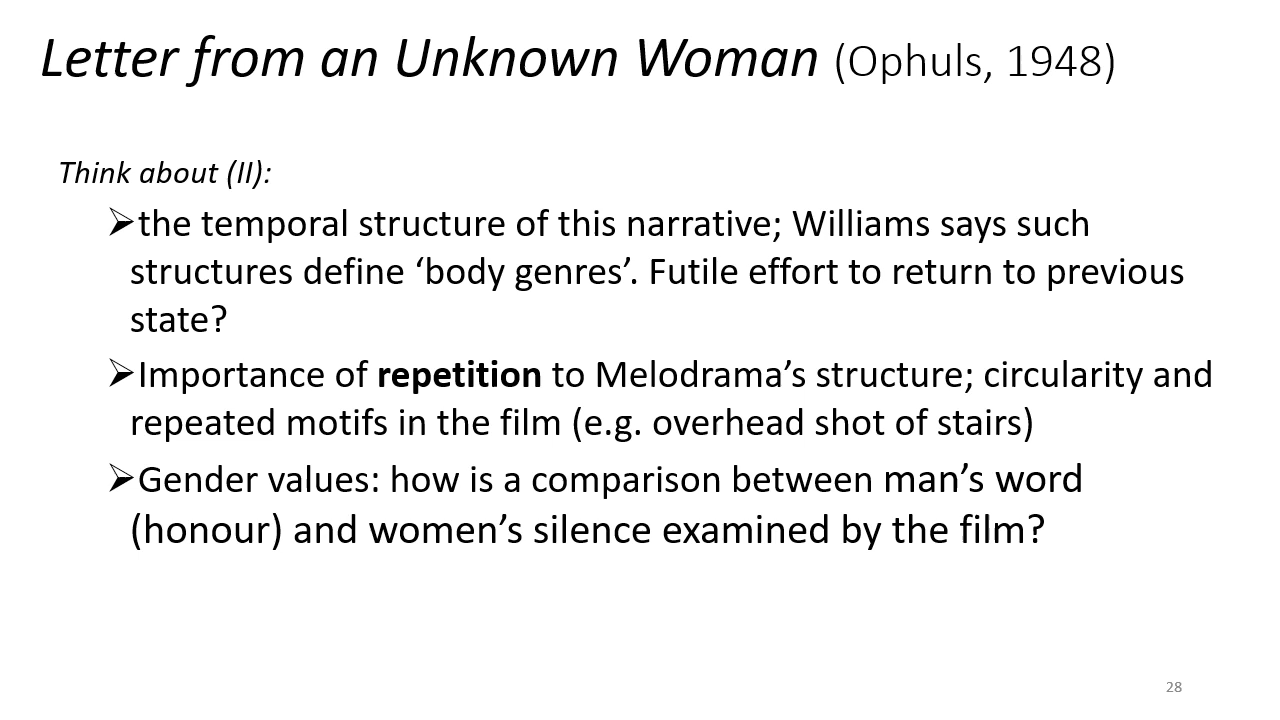 Letter from an Unknown Woman (Ophuls, 1948)
Think about (II):
➢the temporal structure of this narrative; Williams says such
structures define ‘body genres’. Futile effort to return to previous
state?
➢Importance of repetition to Melodrama’s structure; circularity and
repeated motifs in the film (e.g. overhead shot of stairs)
➢Gender values: how is a comparison between man’s word
(honour) and women’s silence examined by the film?
28